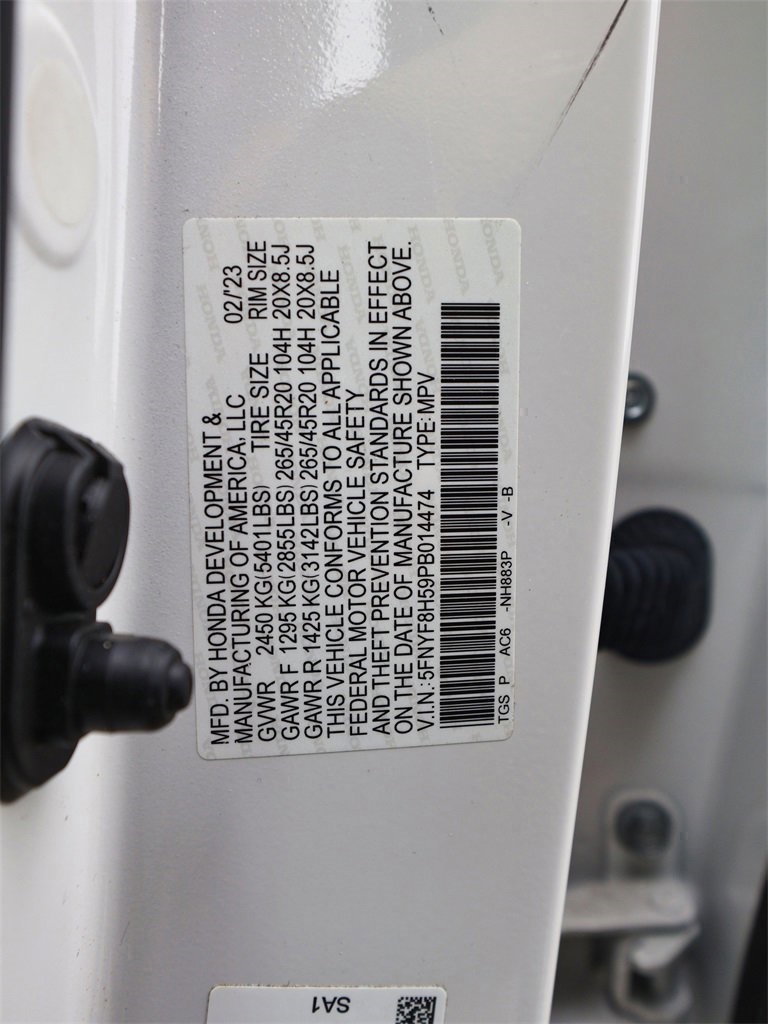 MFD. BY HONDA DEVELOPMENT &
MANUFACTURING OF AMERICA, LLC 02/'23
GVWR 2450 KG(5401LBS) TIRE SIZE RIM SIZE
GAWR F 1295 KG(2855LBS) 265/45R20 104H 20X8.5J
GAWR R 1425 KG(3142LBS) 265/45R20 104H 20X8.5J
THIS VEHICLE CONFORMS TO ALL APPLICABLE
FEDERAL MOTOR VEHICLE SAFETY
AND THEFT PREVENTION STANDARDS IN EFFECT
ON THE DATE OF MANUFACTURE SHOWN ABOVE.
V.I.N.:5FNYF8H59PB014474 TYPE:MPV
TGS P AC6 -NH883P -V -B
SA1